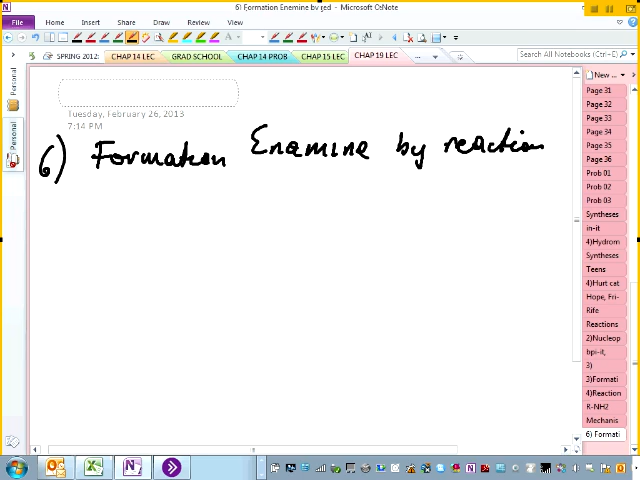 6) Formation Enemine by red - Microsoft OneNote
File Home Insert Share Draw Review View
SPRING 2012: CHAP 14 LEC GRAD SCHOOL CHAP 14 PROB CHAP 15 LEC CHAP 19 LEC ...
Search All Notebooks (Ctrl+E)
Personal
Personal
New ...
Page 31
Page 32
Page 33
Page 34
Page 35
Page 36
Prob 01
Prob 02
Prob 03
Syntheses
in-it
4)Hydrom
Syntheses
Teens
4)Hurt cat
Hope, Fri-
Rife
Reactions
2)Nucleop
bpi-it,
3)
3)Formati
4)Reaction
R-NH2
Mechanis
6) Formati
Tuesday, February 26, 2013
7:14 PM
6) Formation Enamine by reaction